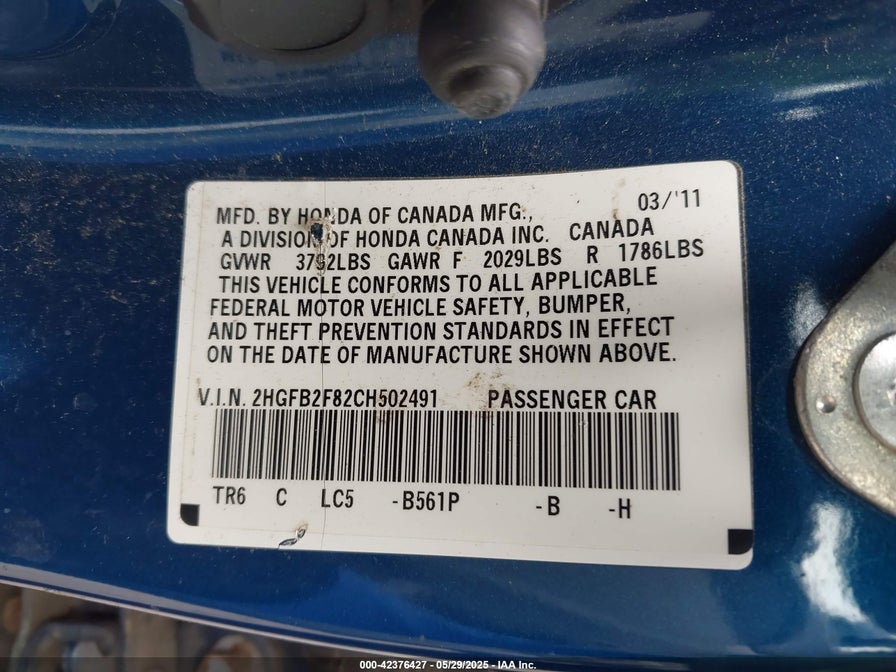 03/'11
MFD. BY HONDA OF CANADA MFG.,
A DIVISION OF HONDA CANADA INC. CANADA
GVWR 3792LBS GAWR F 2029LBS R 1786LBS
THIS VEHICLE CONFORMS TO ALL APPLICABLE
FEDERAL MOTOR VEHICLE SAFETY, BUMPER,
AND THEFT PREVENTION STANDARDS IN EFFECT
ON THE DATE OF MANUFACTURE SHOWN ABOVE.
V.I.N. 2HGFB2F82CH502491 PASSENGER CAR
TR6 C LC5 -B561P -B -H
000-42376427 - 05/29/2025 - IAA Inc.